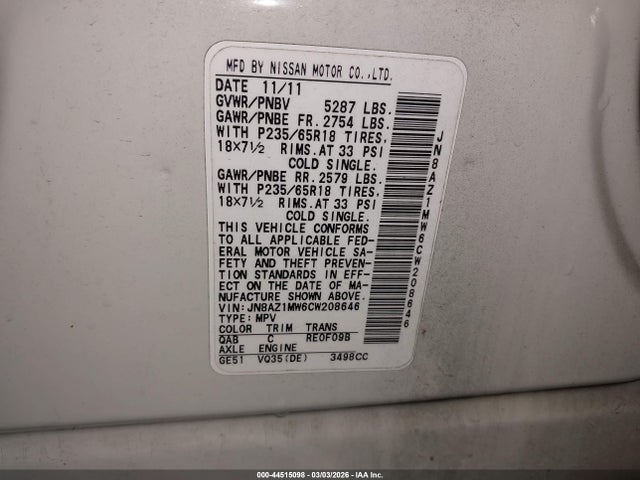 MFD BY NISSAN MOTOR CO.,LTD.
DATE 11/11
GVWR/PNBV 5287 LBS.
GAWR/PNBE FR. 2754 LBS.
WITH P235/65R18 TIRES.
18×7½ RIMS.AT 33 PSI
COLD SINGLE.
GAWR/PNBE RR. 2579 LBS.
WITH P235/65R18 TIRES.
18×7½ RIMS.AT 33 PSI
COLD SINGLE.
THIS VEHICLE CONFORMS
TO ALL APPLICABLE FED-
ERAL MOTOR VEHICLE SA-
FETY AND THEFT PREVEN-
TION STANDARDS IN EFF-
ECT ON THE DATE OF MA-
NUFACTURE SHOWN ABOVE.
VIN:JN8AZ1MW6CW208646
TYPE:MPV
COLOR TRIM TRANS
QAB C RE0F09B
AXLE ENGINE
GE51 VQ35(DE) 3498CC
JN8AZ1MW6CW208646
000-44515098 - 03/03/2026 - IAA Inc.